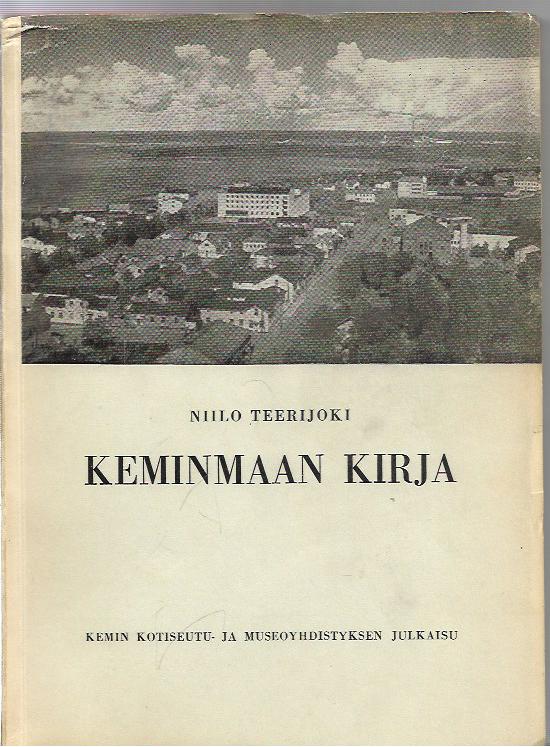 NIILO TEERIJOKI
KEMINMAAN KIRJA
KEMIN KOTISEUTU- JA MUSEOYHDISTYKSEN JULKAISU